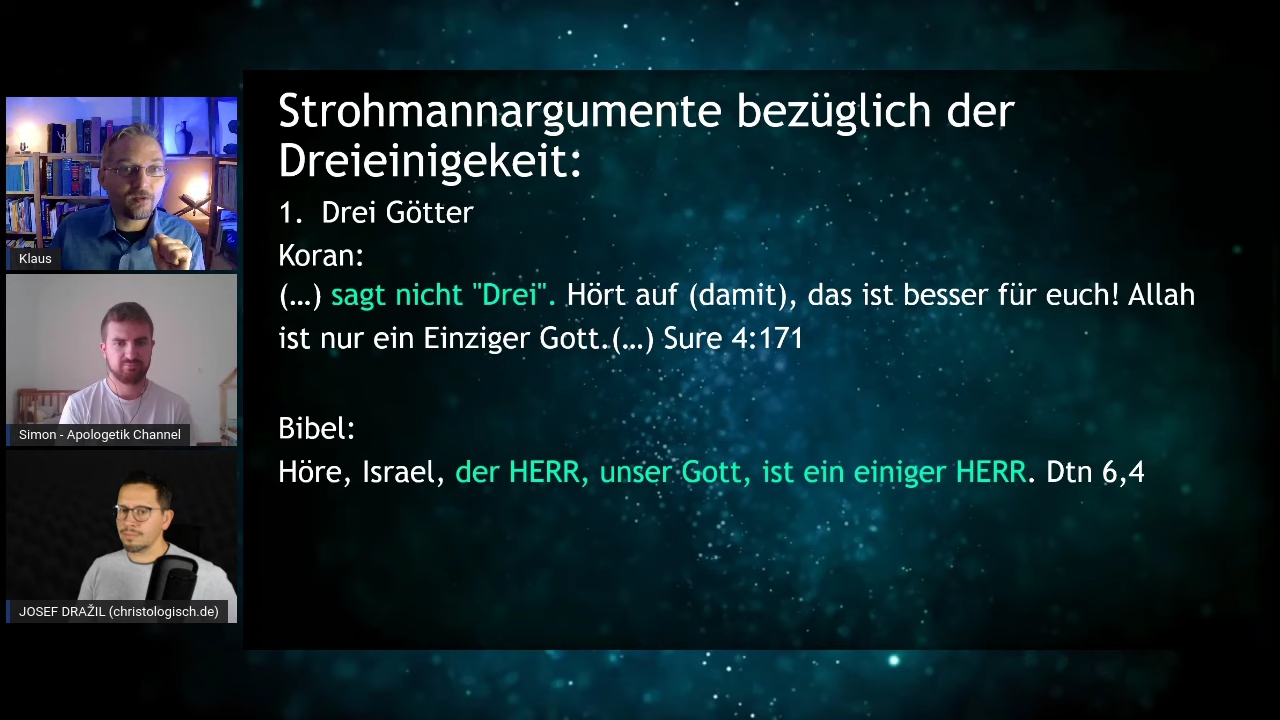 Strohmannargumente bezüglich der
Dreieinigekeit:
1. Drei Götter
Koran:
(...) sagt nicht "Drei". Hört auf (damit), das ist besser für euch! Allah
ist nur ein Einziger Gott.(...) Sure 4:171
Bibel:
Höre, Israel, der HERR, unser Gott, ist ein einiger HERR. Dtn 6,4
Klaus
Simon - Apologetik Channel
JOSEF DRAŽIL (christologisch.de)